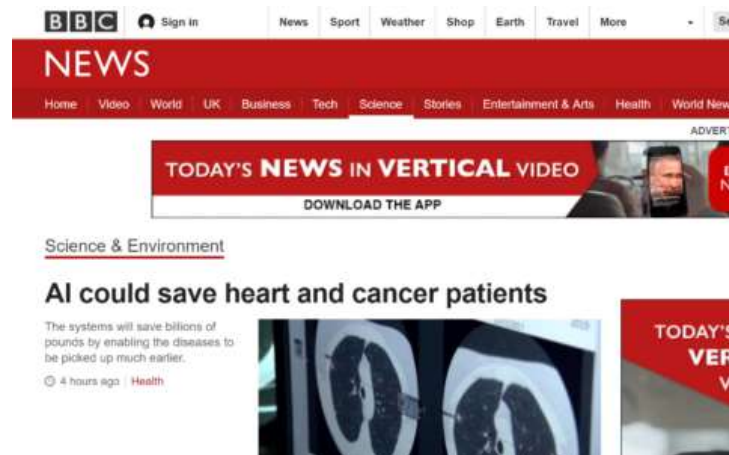 BBC Sign in News Sport Weather Shop Earth Travel More
NEWS
Home Video World UK Business Tech Science Stories Entertainment & Arts Health World New
TODAY'S NEWS IN VERTICAL VIDEO
DOWNLOAD THE APP
Science & Environment
AI could save heart and cancer patients
The systems will save billions of
pounds by enabling the diseases to
be picked up much earlier.
4 hours ago Health
TODAY'S